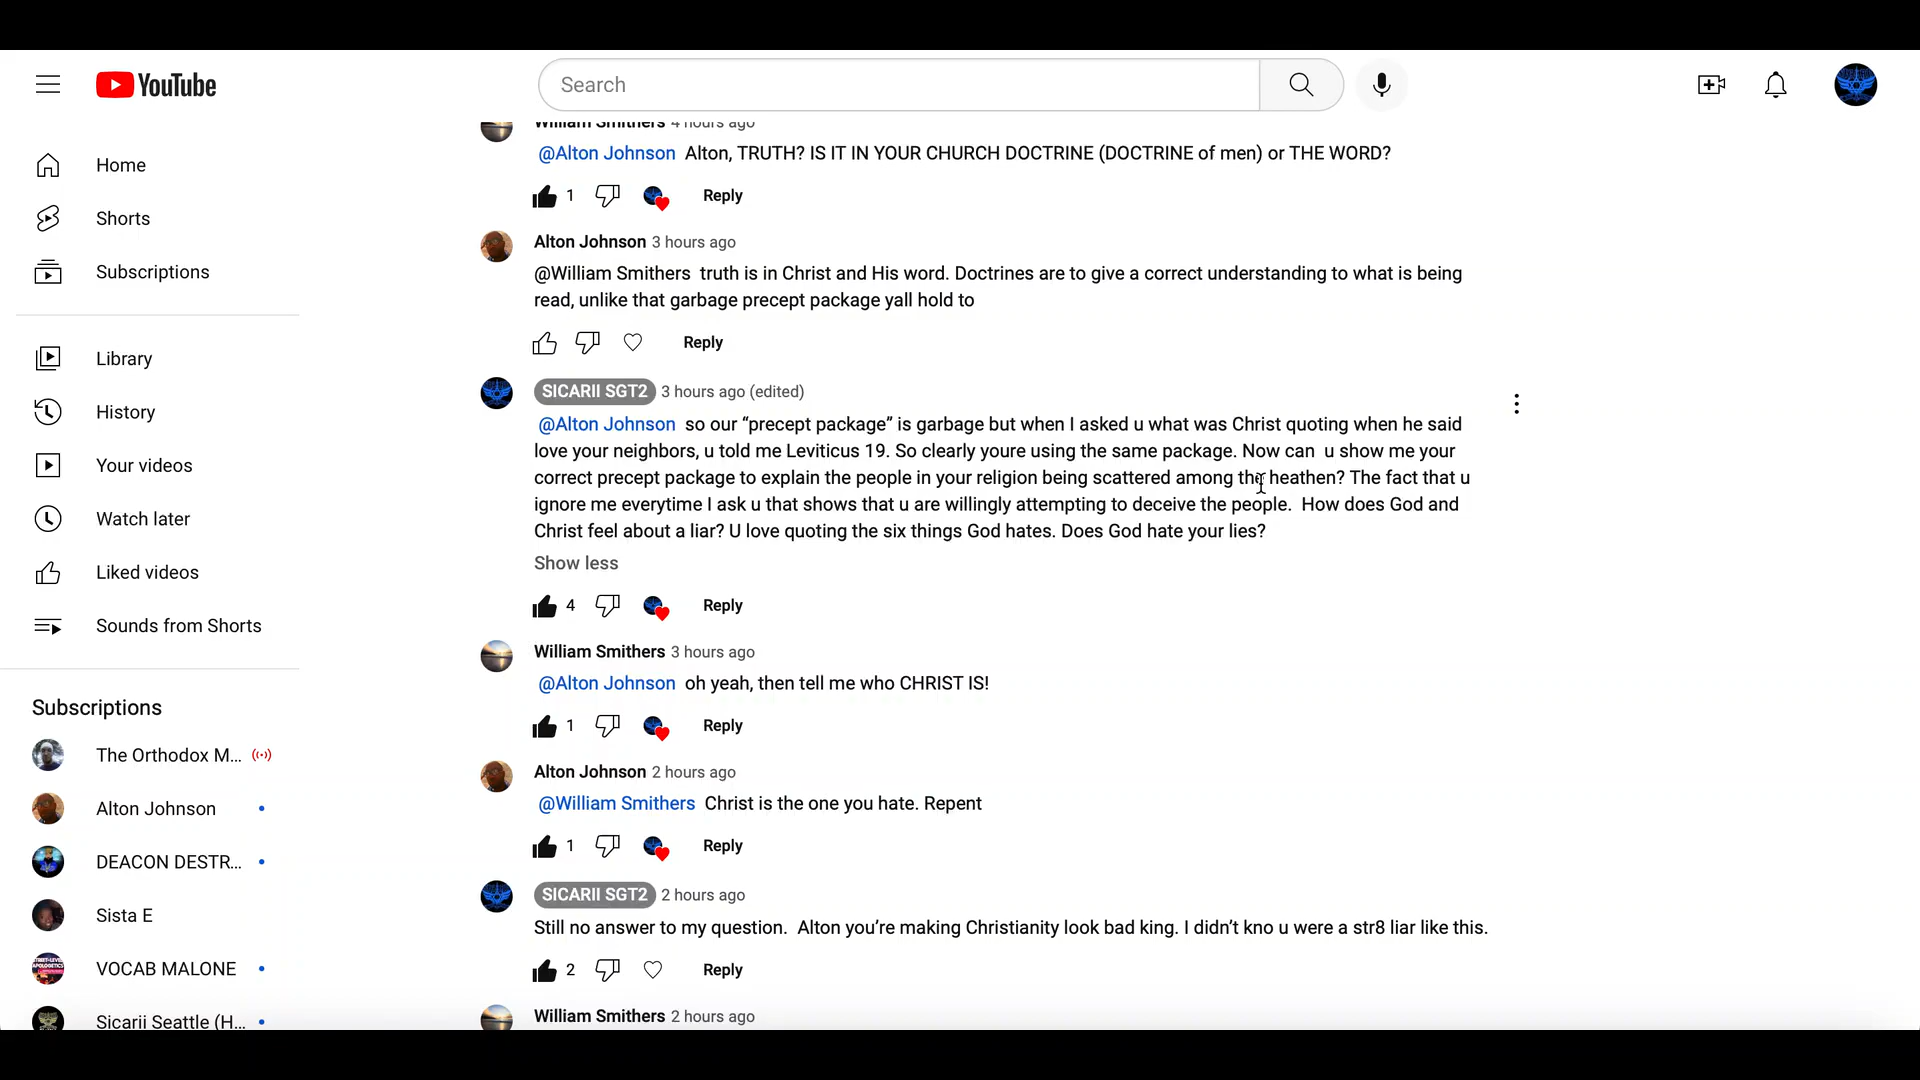 YouTube
Search
Home
Shorts
Subscriptions
Library
History
Your videos
Watch later
Liked videos
Sounds from Shorts
Subscriptions
The Orthodox M...
Alton Johnson
DEACON DESTR...
Sista E
VOCAB MALONE
Sicarii Seattle (H...
William Smithers 4 hours ago
@Alton Johnson Alton, TRUTH? IS IT IN YOUR CHURCH DOCTRINE (DOCTRINE of men) or THE WORD?
1 Reply
Alton Johnson 3 hours ago
@William Smithers truth is in Christ and His word. Doctrines are to give a correct understanding to what is being
read, unlike that garbage precept package yall hold to
Reply
SICARII SGT2 3 hours ago (edited)
@Alton Johnson so our “precept package” is garbage but when I asked u what was Christ quoting when he said
love your neighbors, u told me Leviticus 19. So clearly youre using the same package. Now can u show me your
correct precept package to explain the people in your religion being scattered among the heathen? The fact that u
ignore me everytime I ask u that shows that u are willingly attempting to deceive the people. How does God and
Christ feel about a liar? U love quoting the six things God hates. Does God hate your lies?
Show less
4 Reply
William Smithers 3 hours ago
@Alton Johnson oh yeah, then tell me who CHRIST IS!
1 Reply
Alton Johnson 2 hours ago
@William Smithers Christ is the one you hate. Repent
1 Reply
SICARII SGT2 2 hours ago
Still no answer to my question. Alton you’re making Christianity look bad king. I didn’t kno u were a str8 liar like this.
2 Reply
William Smithers 2 hours ago